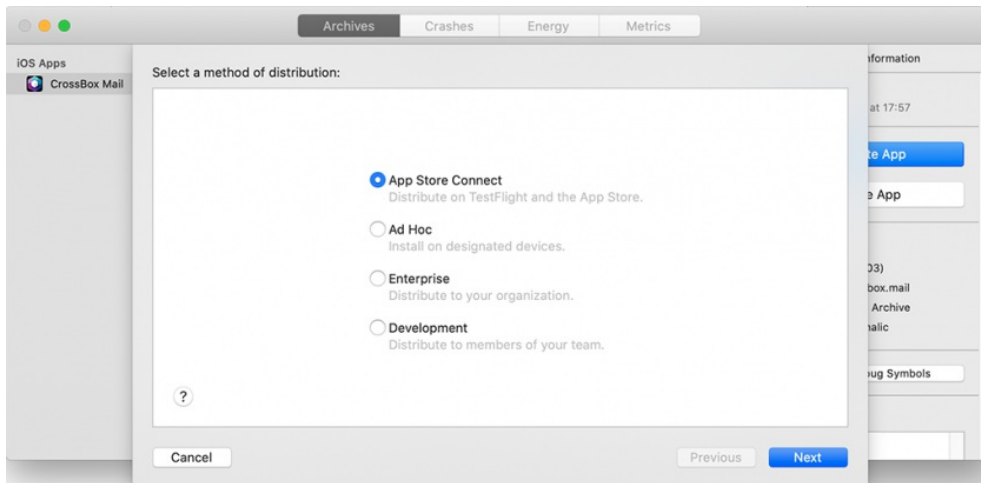 Archives
Crashes
Energy
Metrics
iOS Apps
CrossBox Mail
Select a method of distribution:
App Store Connect
Distribute on TestFlight and the App Store.
Ad Hoc
Install on designated devices.
Enterprise
Distribute to your organization.
Development
Distribute to members of your team.
?
Cancel
Previous
Next
at 17:57
App
App
03)
box.mail
Archive
Symbols